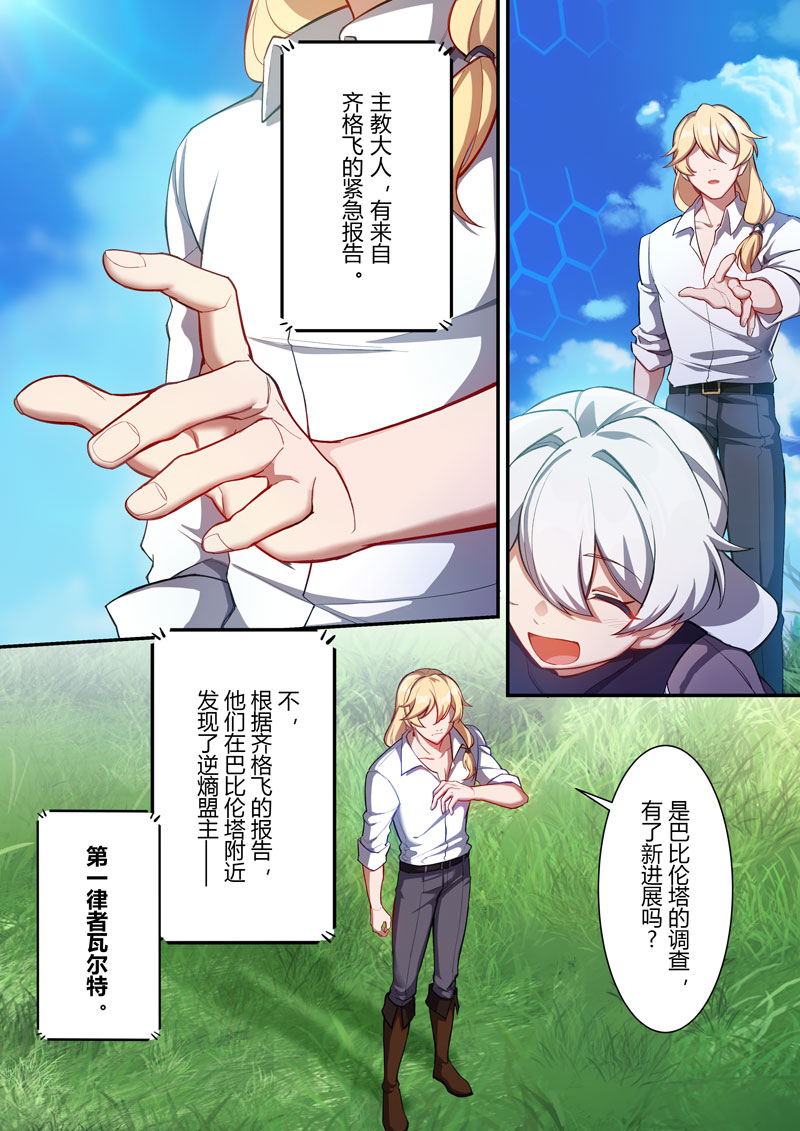 主教大人，有来自
齐格飞的紧急报告。
是巴比伦塔的调查，
有了新进展吗？
不，
根据齐格飞的报告，
他们在巴比伦塔附近
发现了逆熵盟主——
第一律者瓦尔特。